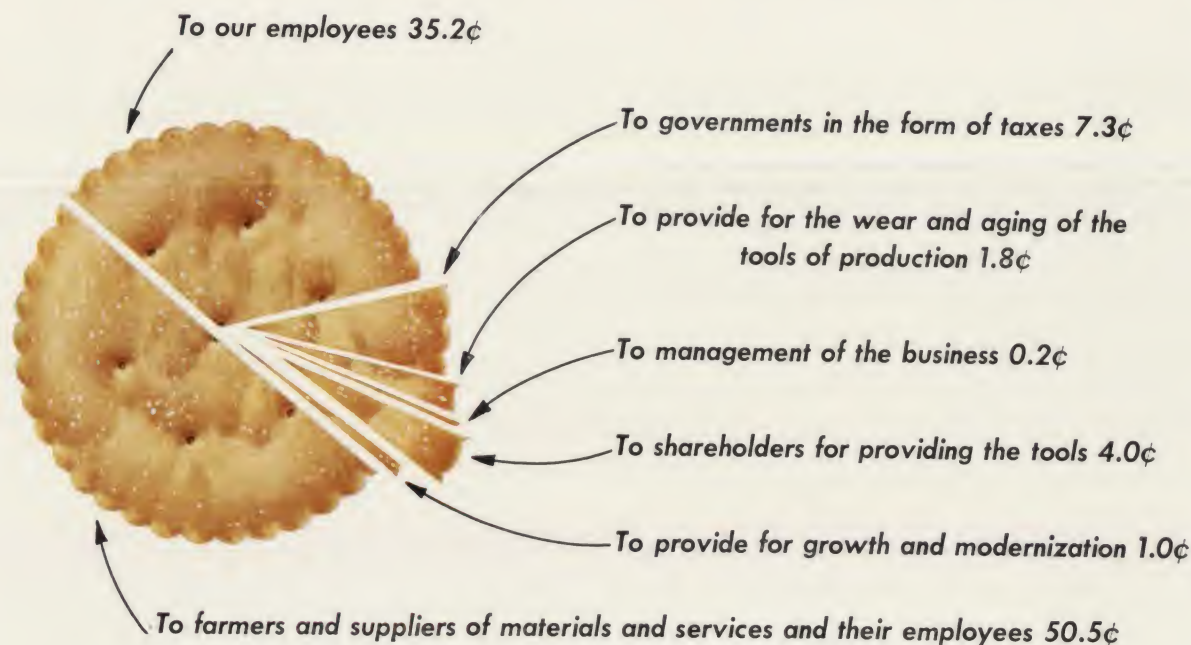 To our employees 35.2¢
To governments in the form of taxes 7.3¢
To provide for the wear and aging of the
tools of production 1.8¢
To management of the business 0.2¢
To shareholders for providing the tools 4.0¢
To provide for growth and modernization 1.0¢
To farmers and suppliers of materials and services and their employees 50.5¢